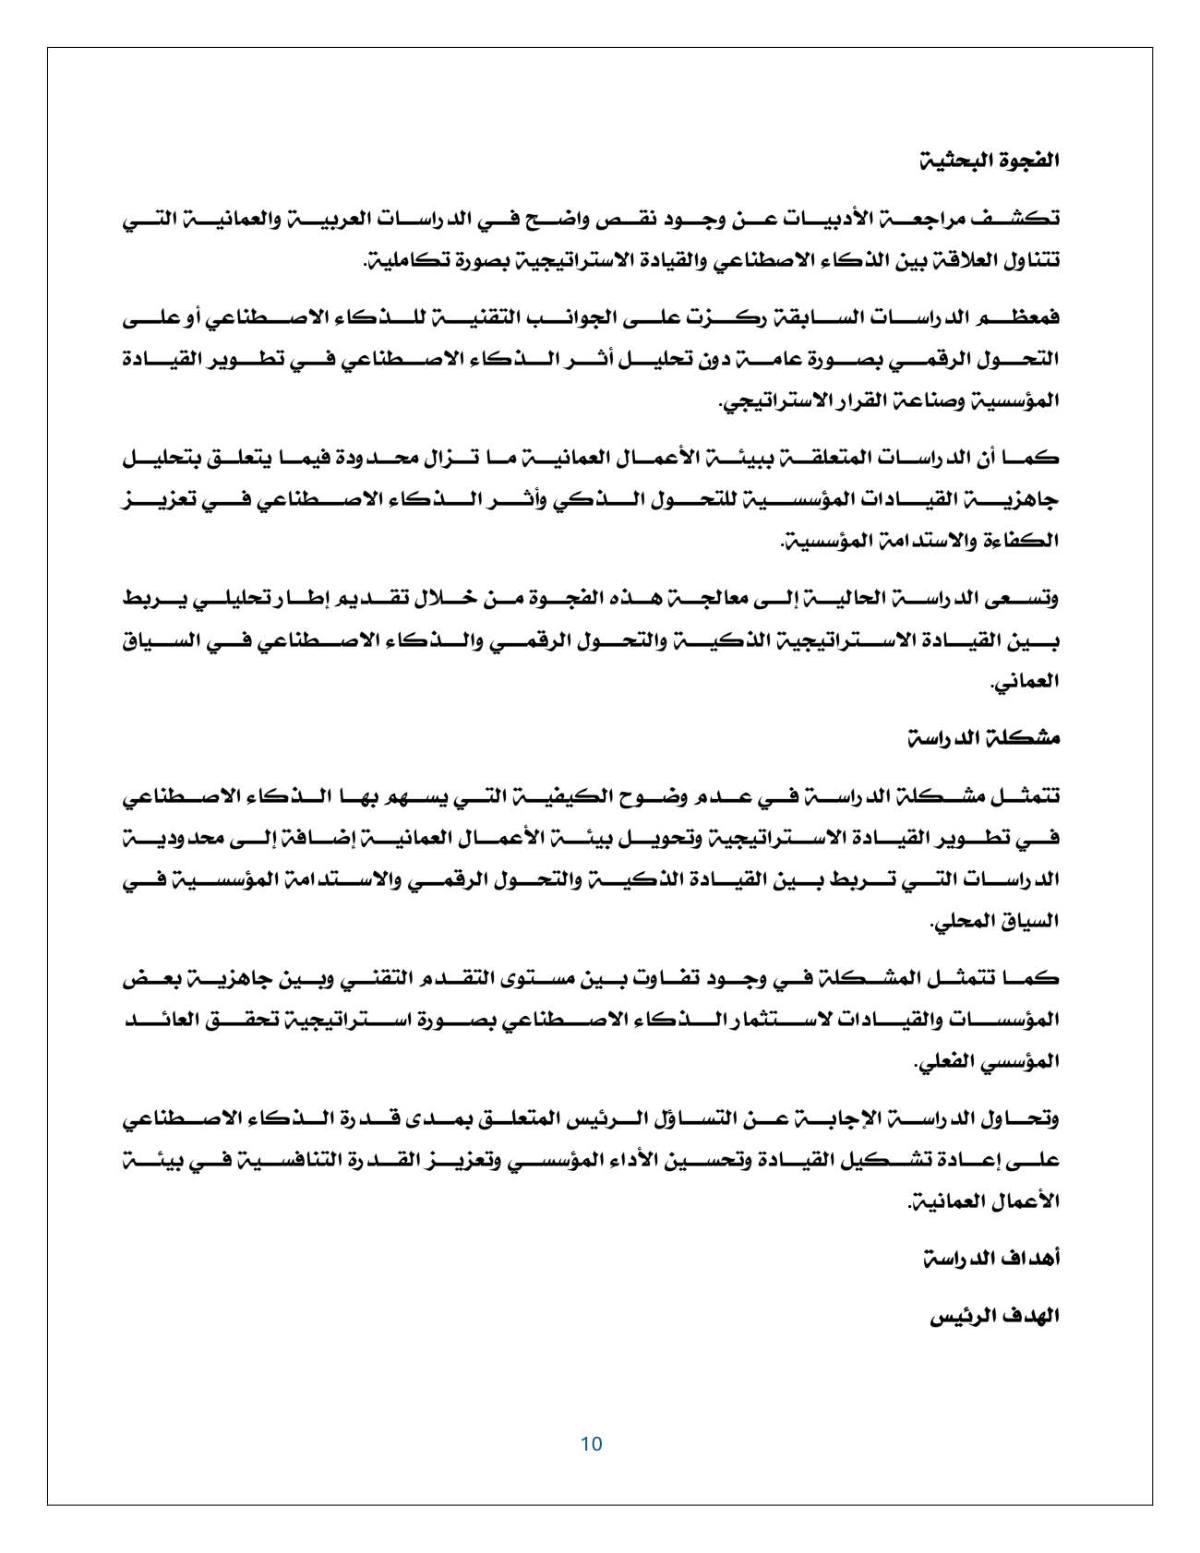 الفجوة البحثية
تكشف مراجعة الأدبيات عن وجود نقص واضح في الدراسات العربية والعمانية التي
تتناول العلاقة بين الذكاء الاصطناعي والقيادة الاستراتيجية بصورة تكاملية.
فمعظم الدراسات السابقة ركزت على الجوانب التقنية للذكاء الاصطناعي أو على
التحول الرقمي بصورة عامة دون تحليل أثر الذكاء الاصطناعي في تطوير القيادة
المؤسسية وصناعة القرار الاستراتيجي.
كما أن الدراسات المتعلقة ببيئة الأعمال العمانية ما تزال محدودة فيما يتعلق بتحليل
جاهزية القيادات المؤسسية للتحول الذكي وأثر الذكاء الاصطناعي في تعزيز
الكفاءة والاستدامة المؤسسية.
وتسعى الدراسة الحالية إلى معالجة هذه الفجوة من خلال تقديم إطار تحليلي يربط
بين القيادة الاستراتيجية الذكية والتحول الرقمي والذكاء الاصطناعي في السياق
العماني.
مشكلة الدراسة
تتمثل مشكلة الدراسة في عدم وضوح الكيفية التي يسهم بها الذكاء الاصطناعي
في تطوير القيادة الاستراتيجية وتحويل بيئة الأعمال العمانية إضافة إلى محدودية
الدراسات التي تربط بين القيادة الذكية والتحول الرقمي والاستدامة المؤسسية في
السياق المحلي.
كما تتمثل المشكلة في وجود تفاوت بين مستوى التقدم التقني وبين جاهزية بعض
المؤسسات والقيادات لاستثمار الذكاء الاصطناعي بصورة استراتيجية تحقق العائد
المؤسسي الفعلي.
وتحاول الدراسة الإجابة عن التساؤل الرئيس المتعلق بمدى قدرة الذكاء الاصطناعي
على إعادة تشكيل القيادة وتحسين الأداء المؤسسي وتعزيز القدرة التنافسية في بيئة
الأعمال العمانية.
أهداف الدراسة
الهدف الرئيس
10